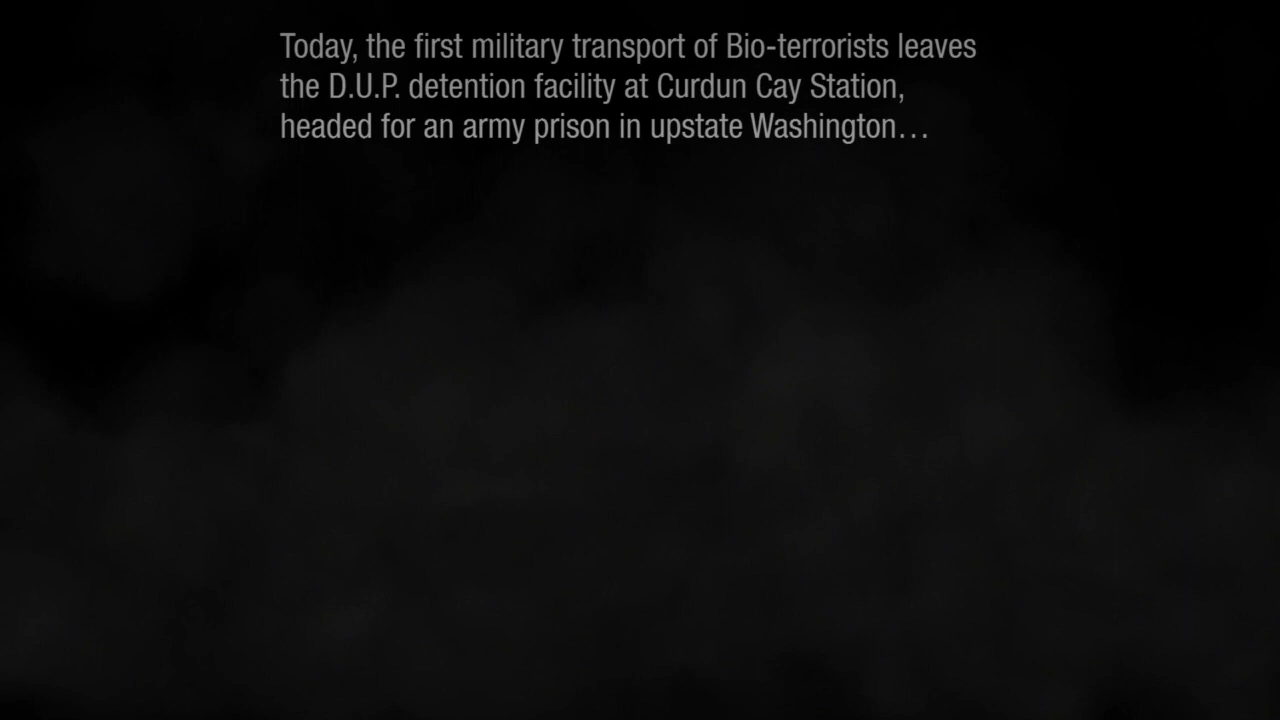 Today, the first military transport of Bio-terrorists leaves
the D.U.P. detention facility at Curdun Cay Station,
headed for an army prison in upstate Washington…